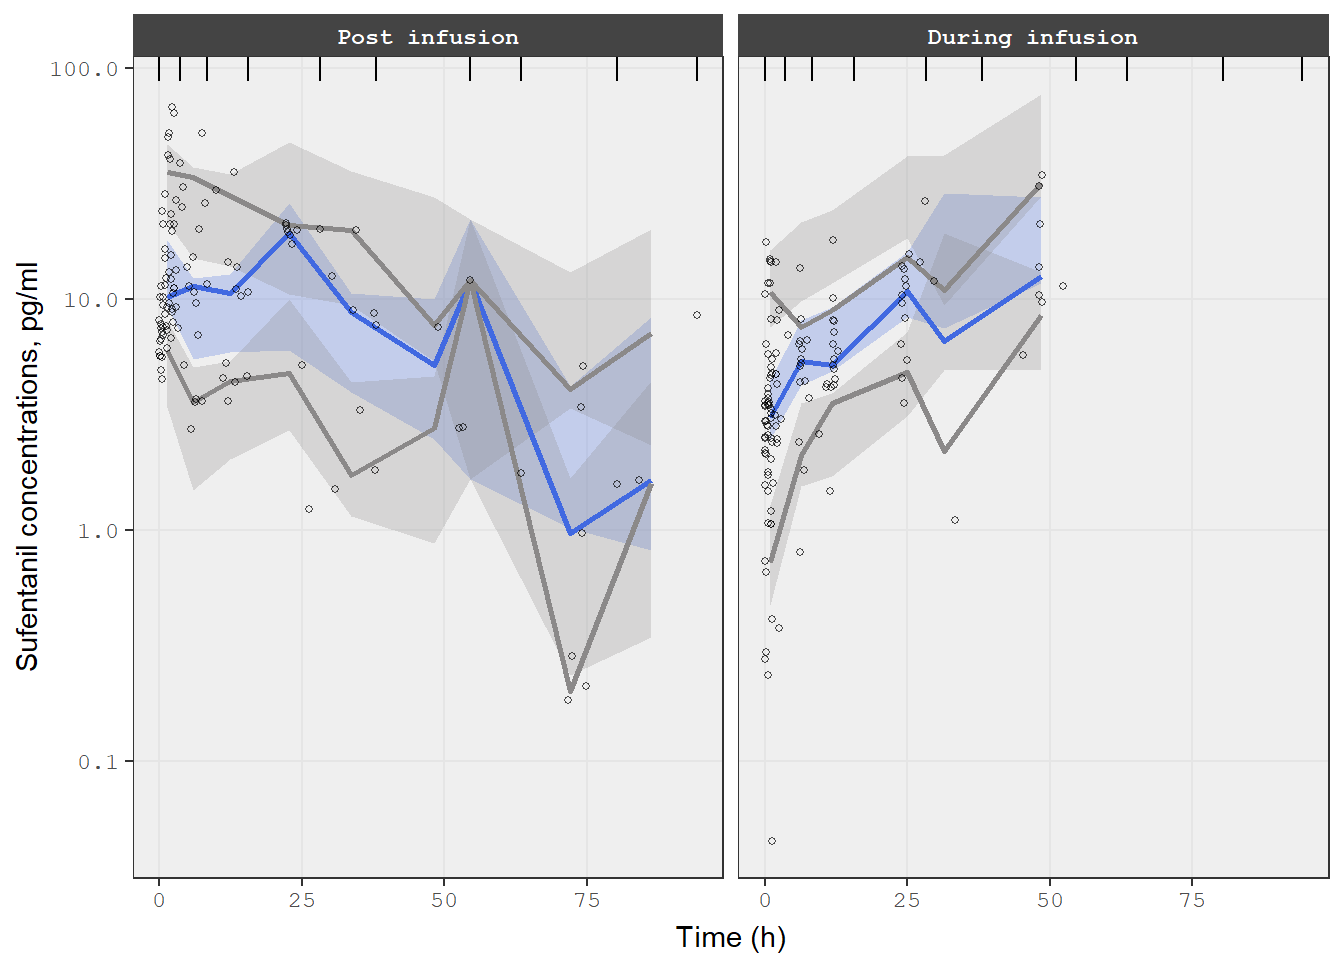 Post infusion
During infusion
Sufentanil concentrations, pg/ml
100.0
10.0
1.0
0.1
0 25 50 75
0 25 50 75
Time (h)